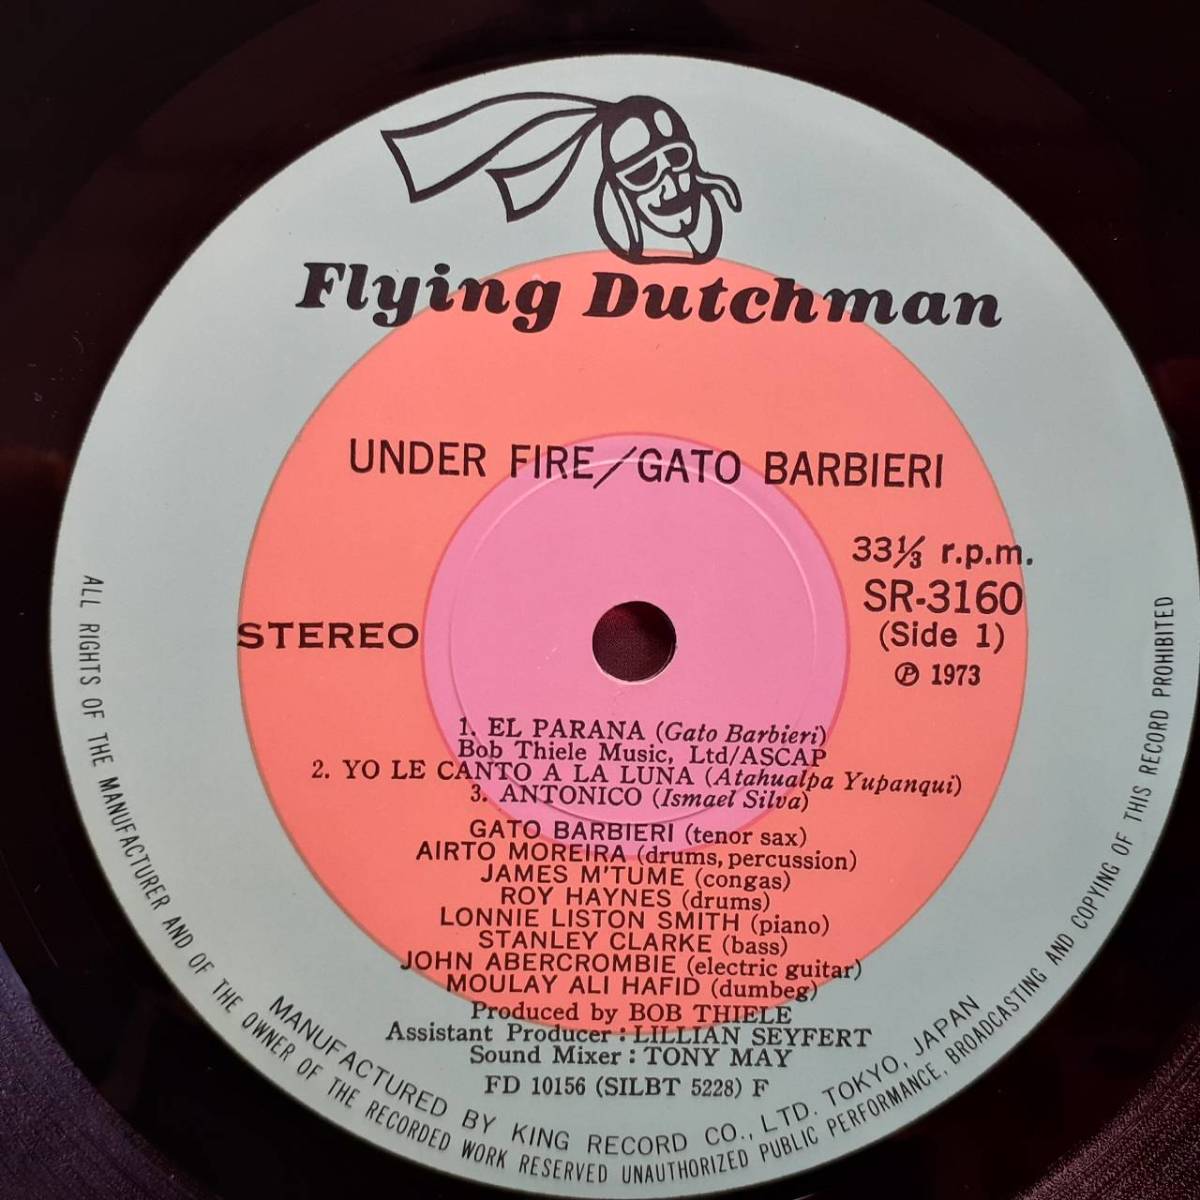 Flying Dutchman
UNDER FIRE/GATO BARBIERI
33⅓ r.p.m.
SR-3160
(Side 1)
℗ 1973
STEREO
1. EL PARANA (Gato Barbieri)
Bob Thiele Music, Ltd/ASCAP
2. YO LE CANTO A LA LUNA (Atahualpa Yupanqui)
3. ANTONICO (Ismael Silva)
GATO BARBIERI (tenor sax)
AIRTO MOREIRA (drums, percussion)
JAMES M'TUME (congas)
ROY HAYNES (drums)
LONNIE LISTON SMITH (piano)
STANLEY CLARKE (bass)
JOHN ABERCROMBIE (electric guitar)
MOULAY ALI HAFID (dumbeg)
Produced by BOB THIELE
Assistant Producer : LILLIAN SEYFERT
Sound Mixer : TONY MAY
FD 10156 (SILBT 5228) F
MANUFACTURED BY KING RECORD CO., LTD. TOKYO, JAPAN
ALL RIGHTS OF THE MANUFACTURER AND OF THE OWNER OF THE RECORDED WORK RESERVED UNAUTHORIZED PUBLIC PERFORMANCE, BROADCASTING AND COPYING OF THIS RECORD PROHIBITED